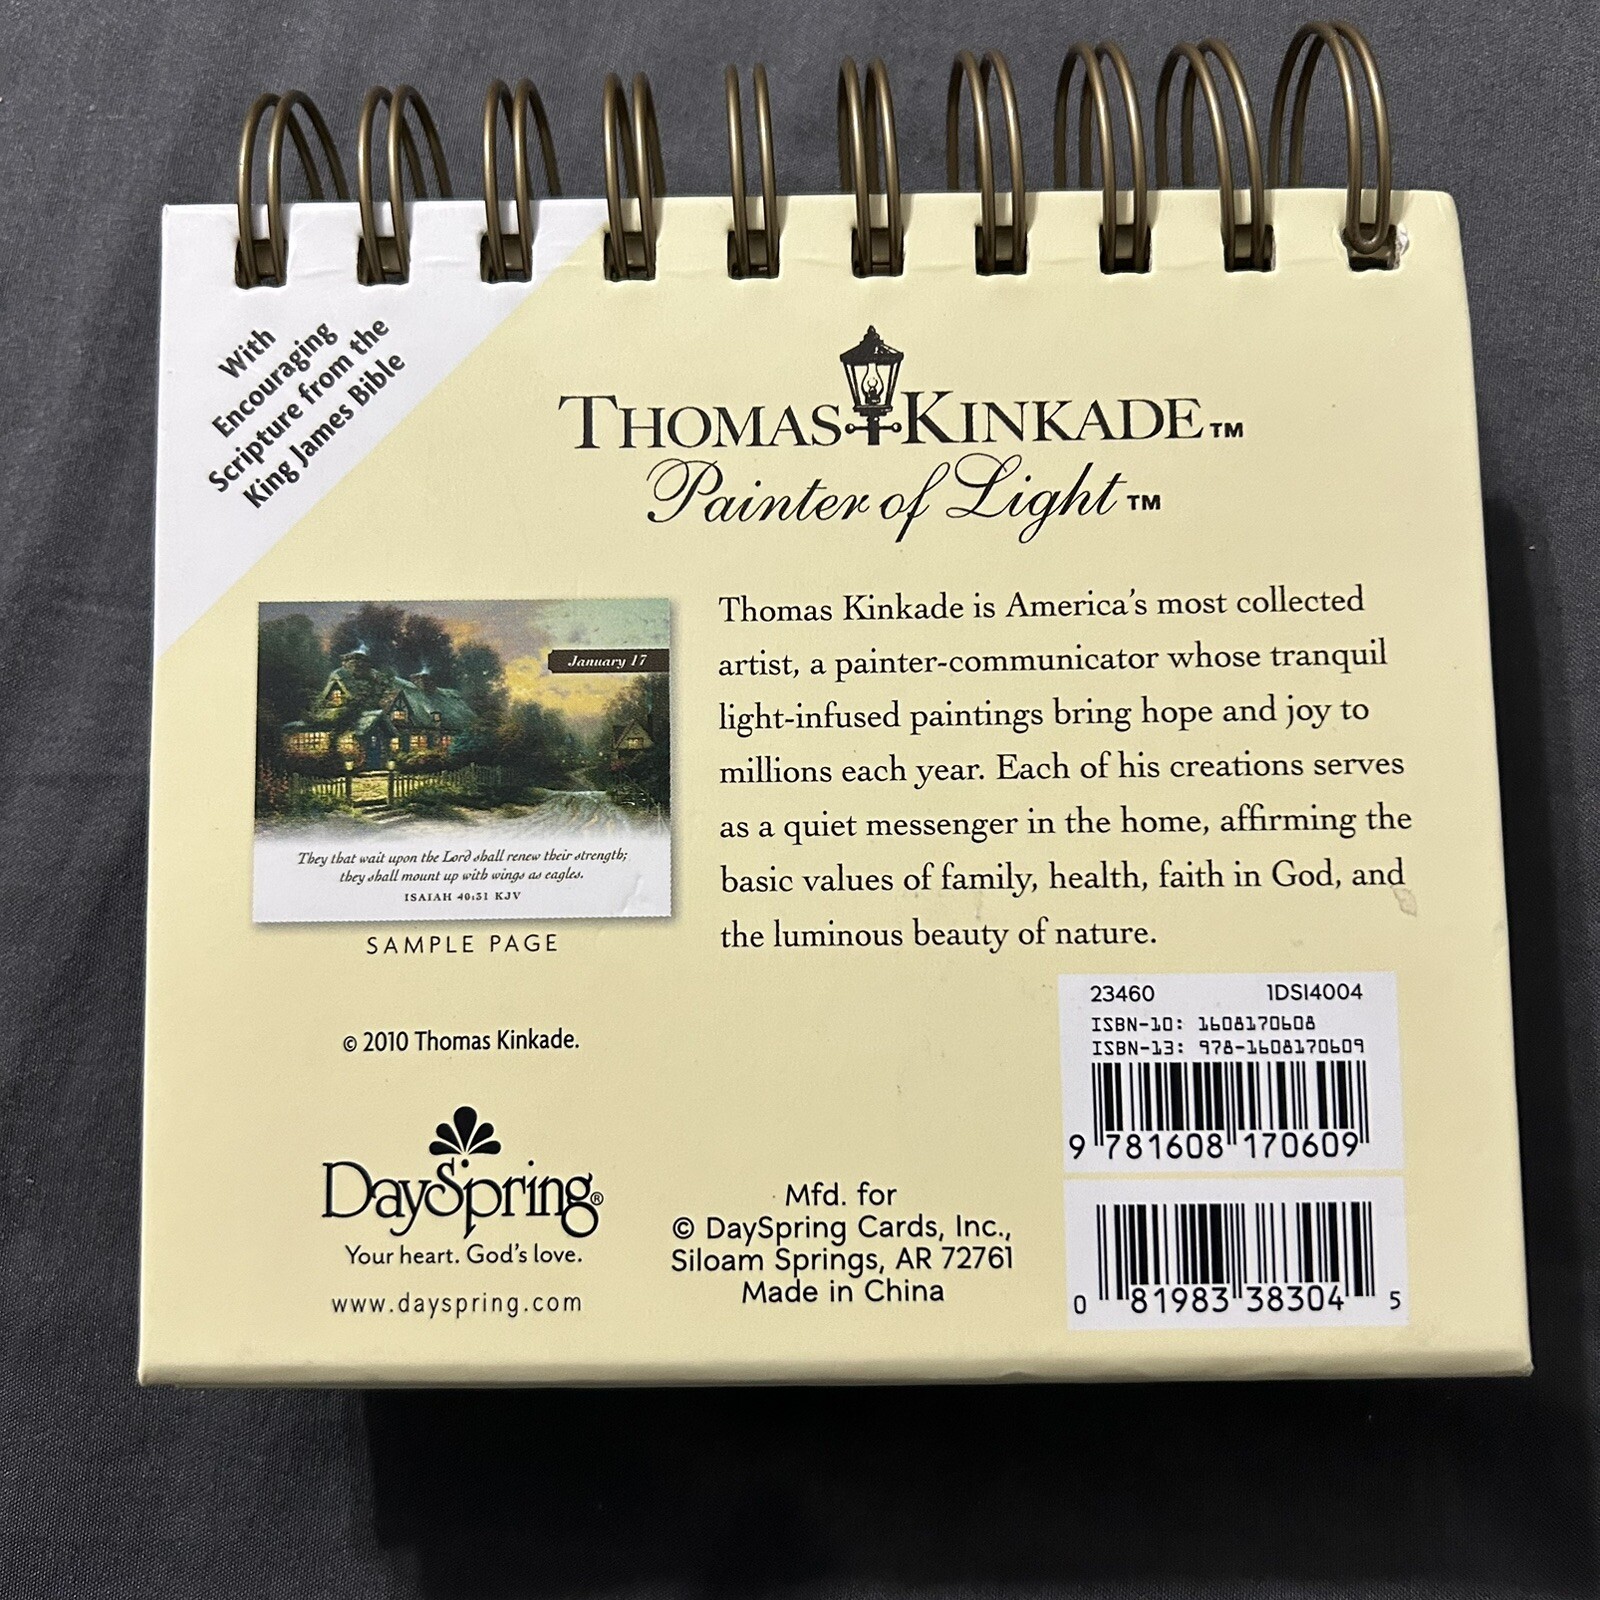 With
Encouraging
Scripture from the
King James Bible
THOMAS KINKADE™
Painter of Light™
January 17
They that wait upon the Lord shall renew their strength;
they shall mount up with wings as eagles.
ISAIAH 40:31 KJV
SAMPLE PAGE
Thomas Kinkade is America's most collected
artist, a painter-communicator whose tranquil
light-infused paintings bring hope and joy to
millions each year. Each of his creations serves
as a quiet messenger in the home, affirming the
basic values of family, health, faith in God, and
the luminous beauty of nature.
© 2010 Thomas Kinkade.
DaySpring®
Your heart. God's love.
www.dayspring.com
Mfd. for
© DaySpring Cards, Inc.,
Siloam Springs, AR 72761
Made in China
23460 1DSI4004
ISBN-10: 1608170608
ISBN-13: 978-1608170609
9 781608 170609
0 81983 38304 5